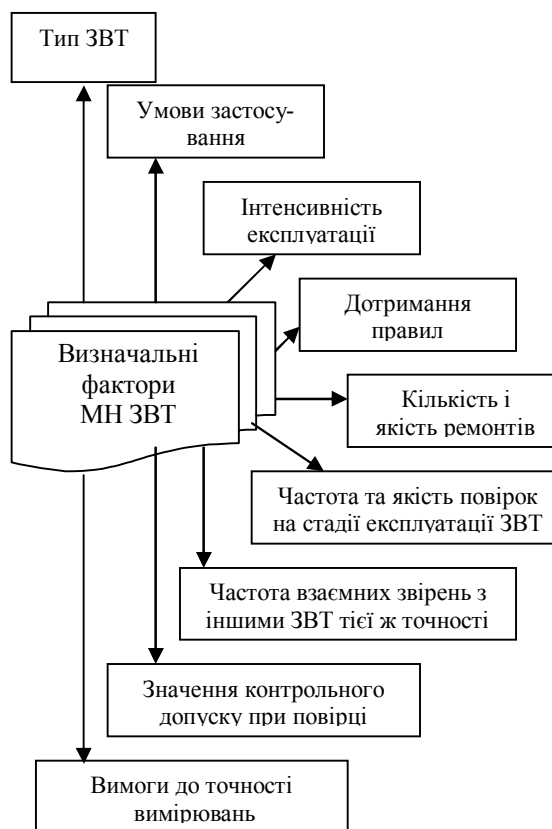 Тип ЗВТ
Умови застосу-
вання
Інтенсивність
експлуатації
Дотримання
правил
Визначальні
фактори
МН ЗВТ
Кількість і
якість ремонтів
Частота та якість повірок
на стадії експлуатації ЗВТ
Частота взаємних звірень з
іншими ЗВТ тієї ж точності
Значення контрольного
допуску при повірці
Вимоги до точності
вимірювань